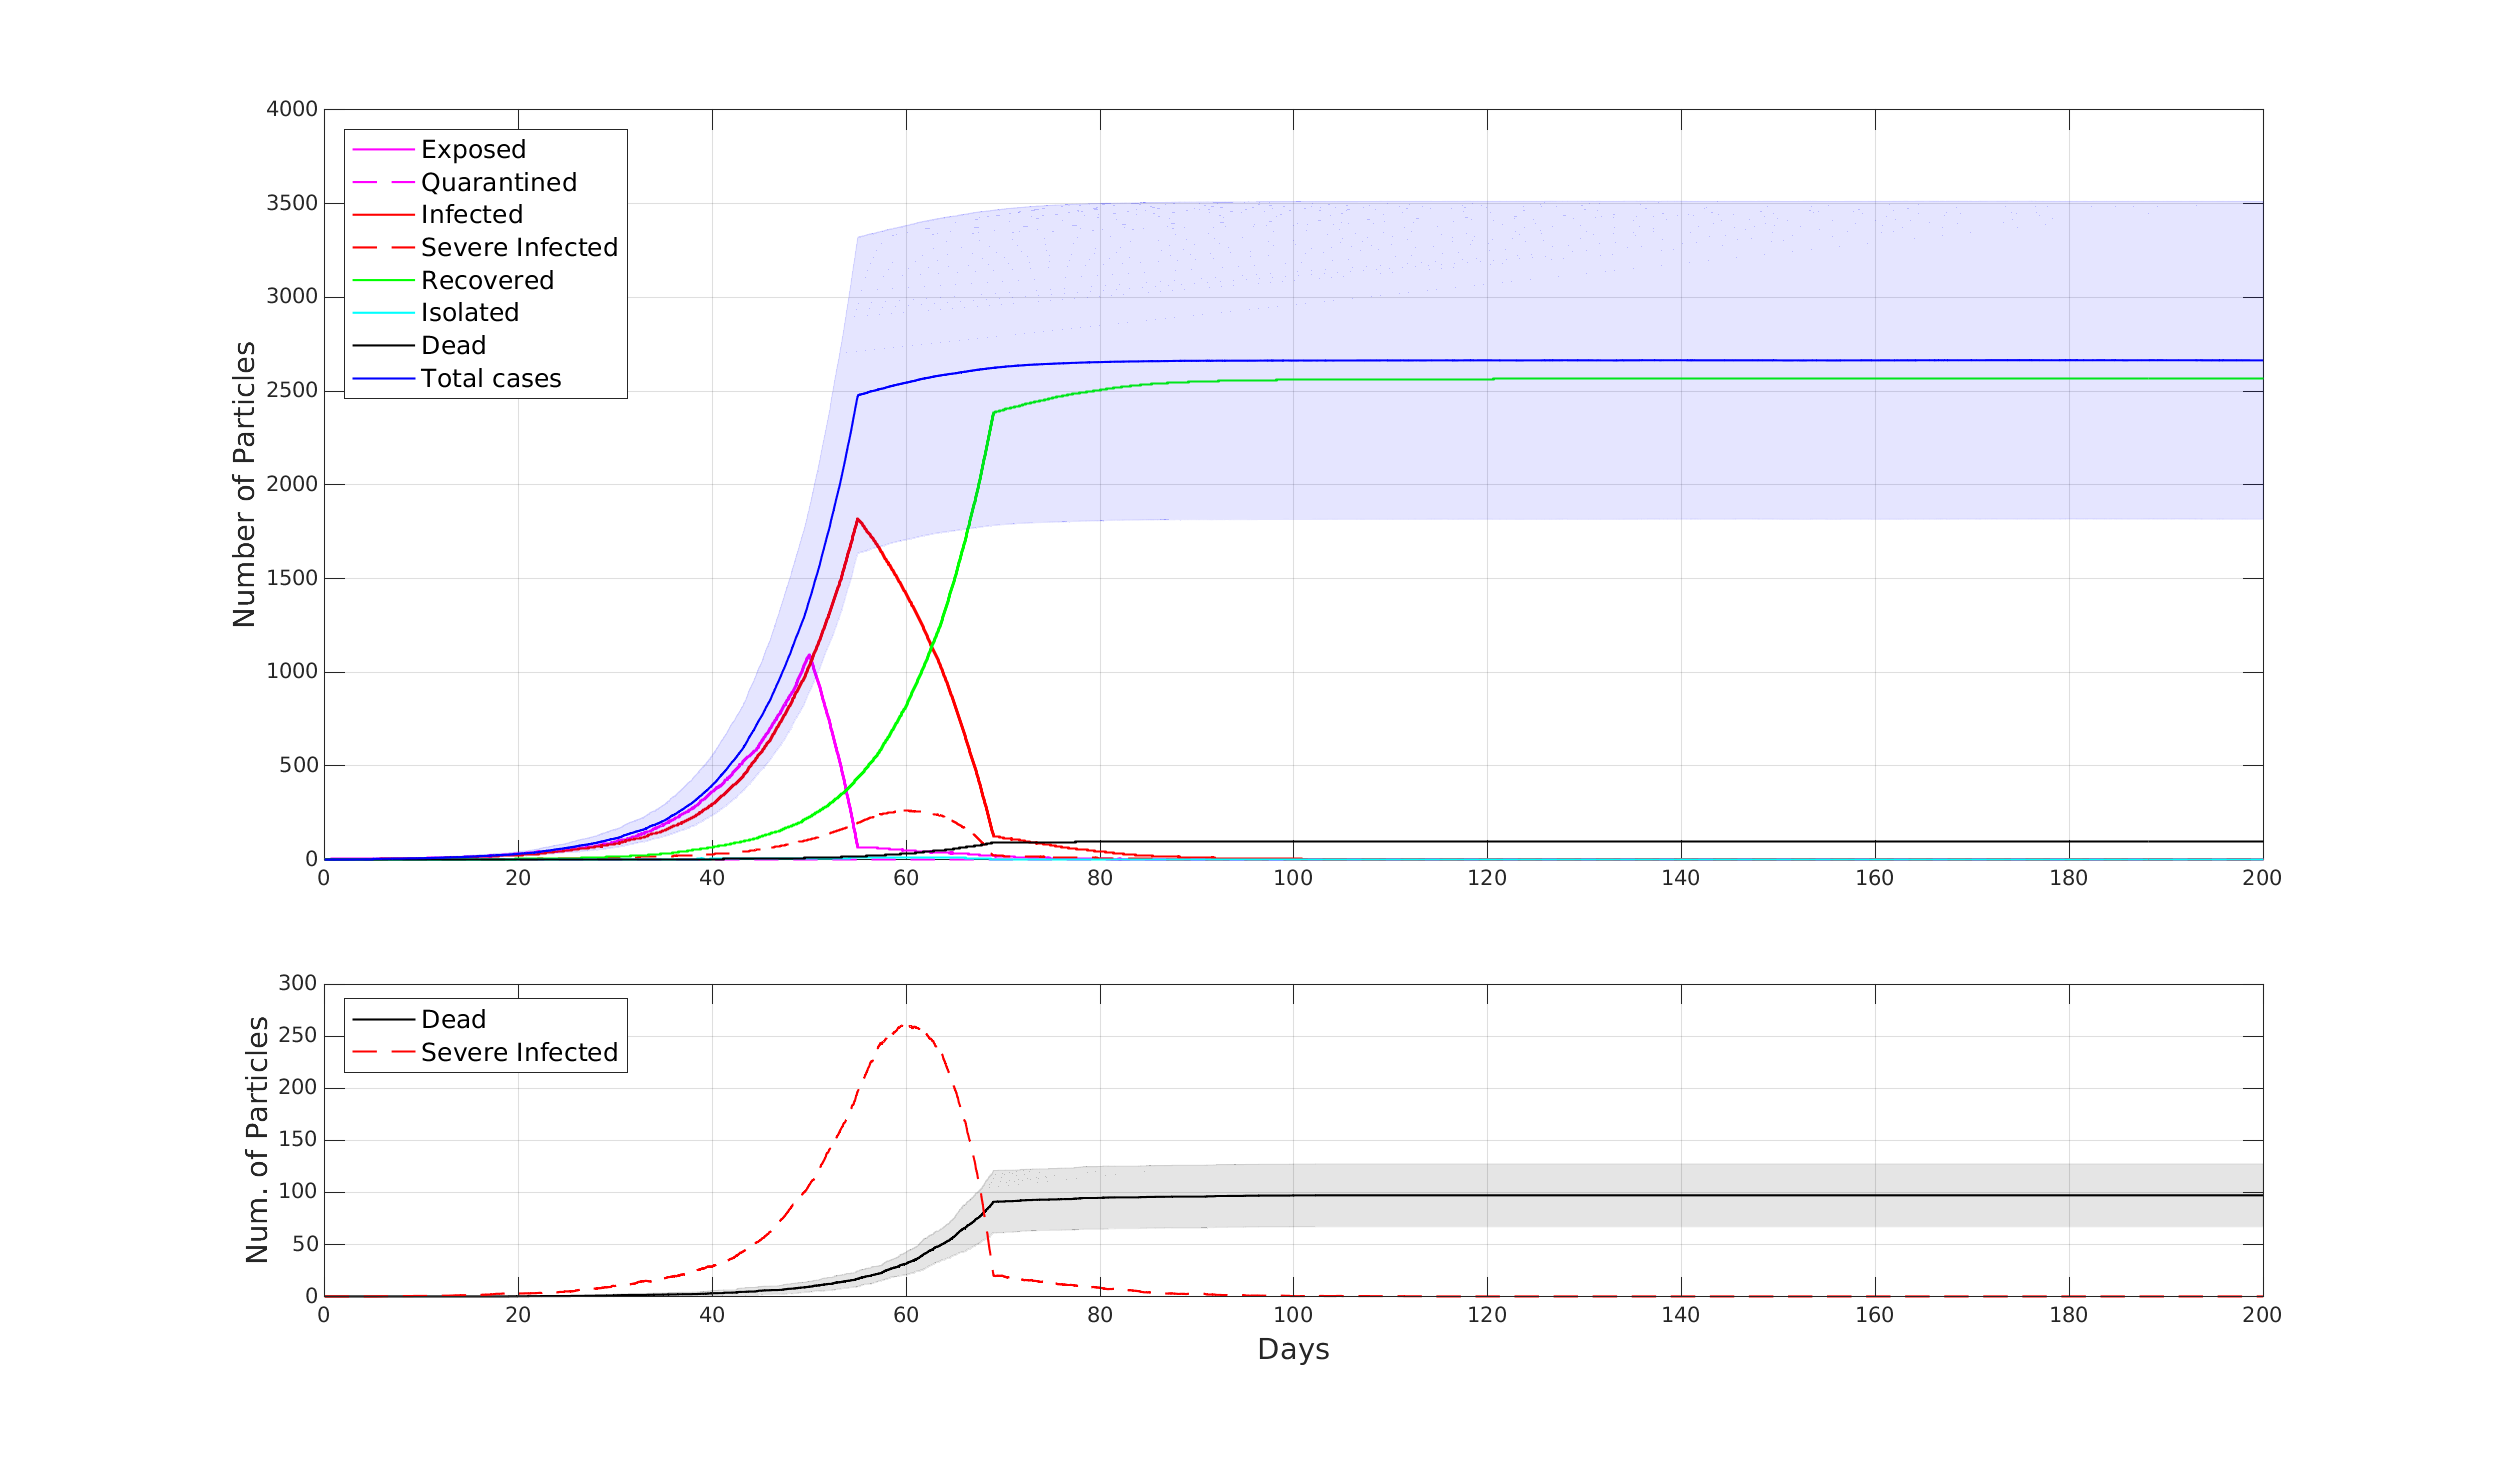 4000
3500
3000
2500
2000
1500
1000
500
0
Number of Particles
Exposed
Quarantined
Infected
Severe Infected
Recovered
Isolated
Dead
Total cases
0 20 40 60 80 100 120 140 160 180 200
300
250
200
150
100
50
0
Num. of Particles
Dead
Severe Infected
0 20 40 60 80 100 120 140 160 180 200
Days